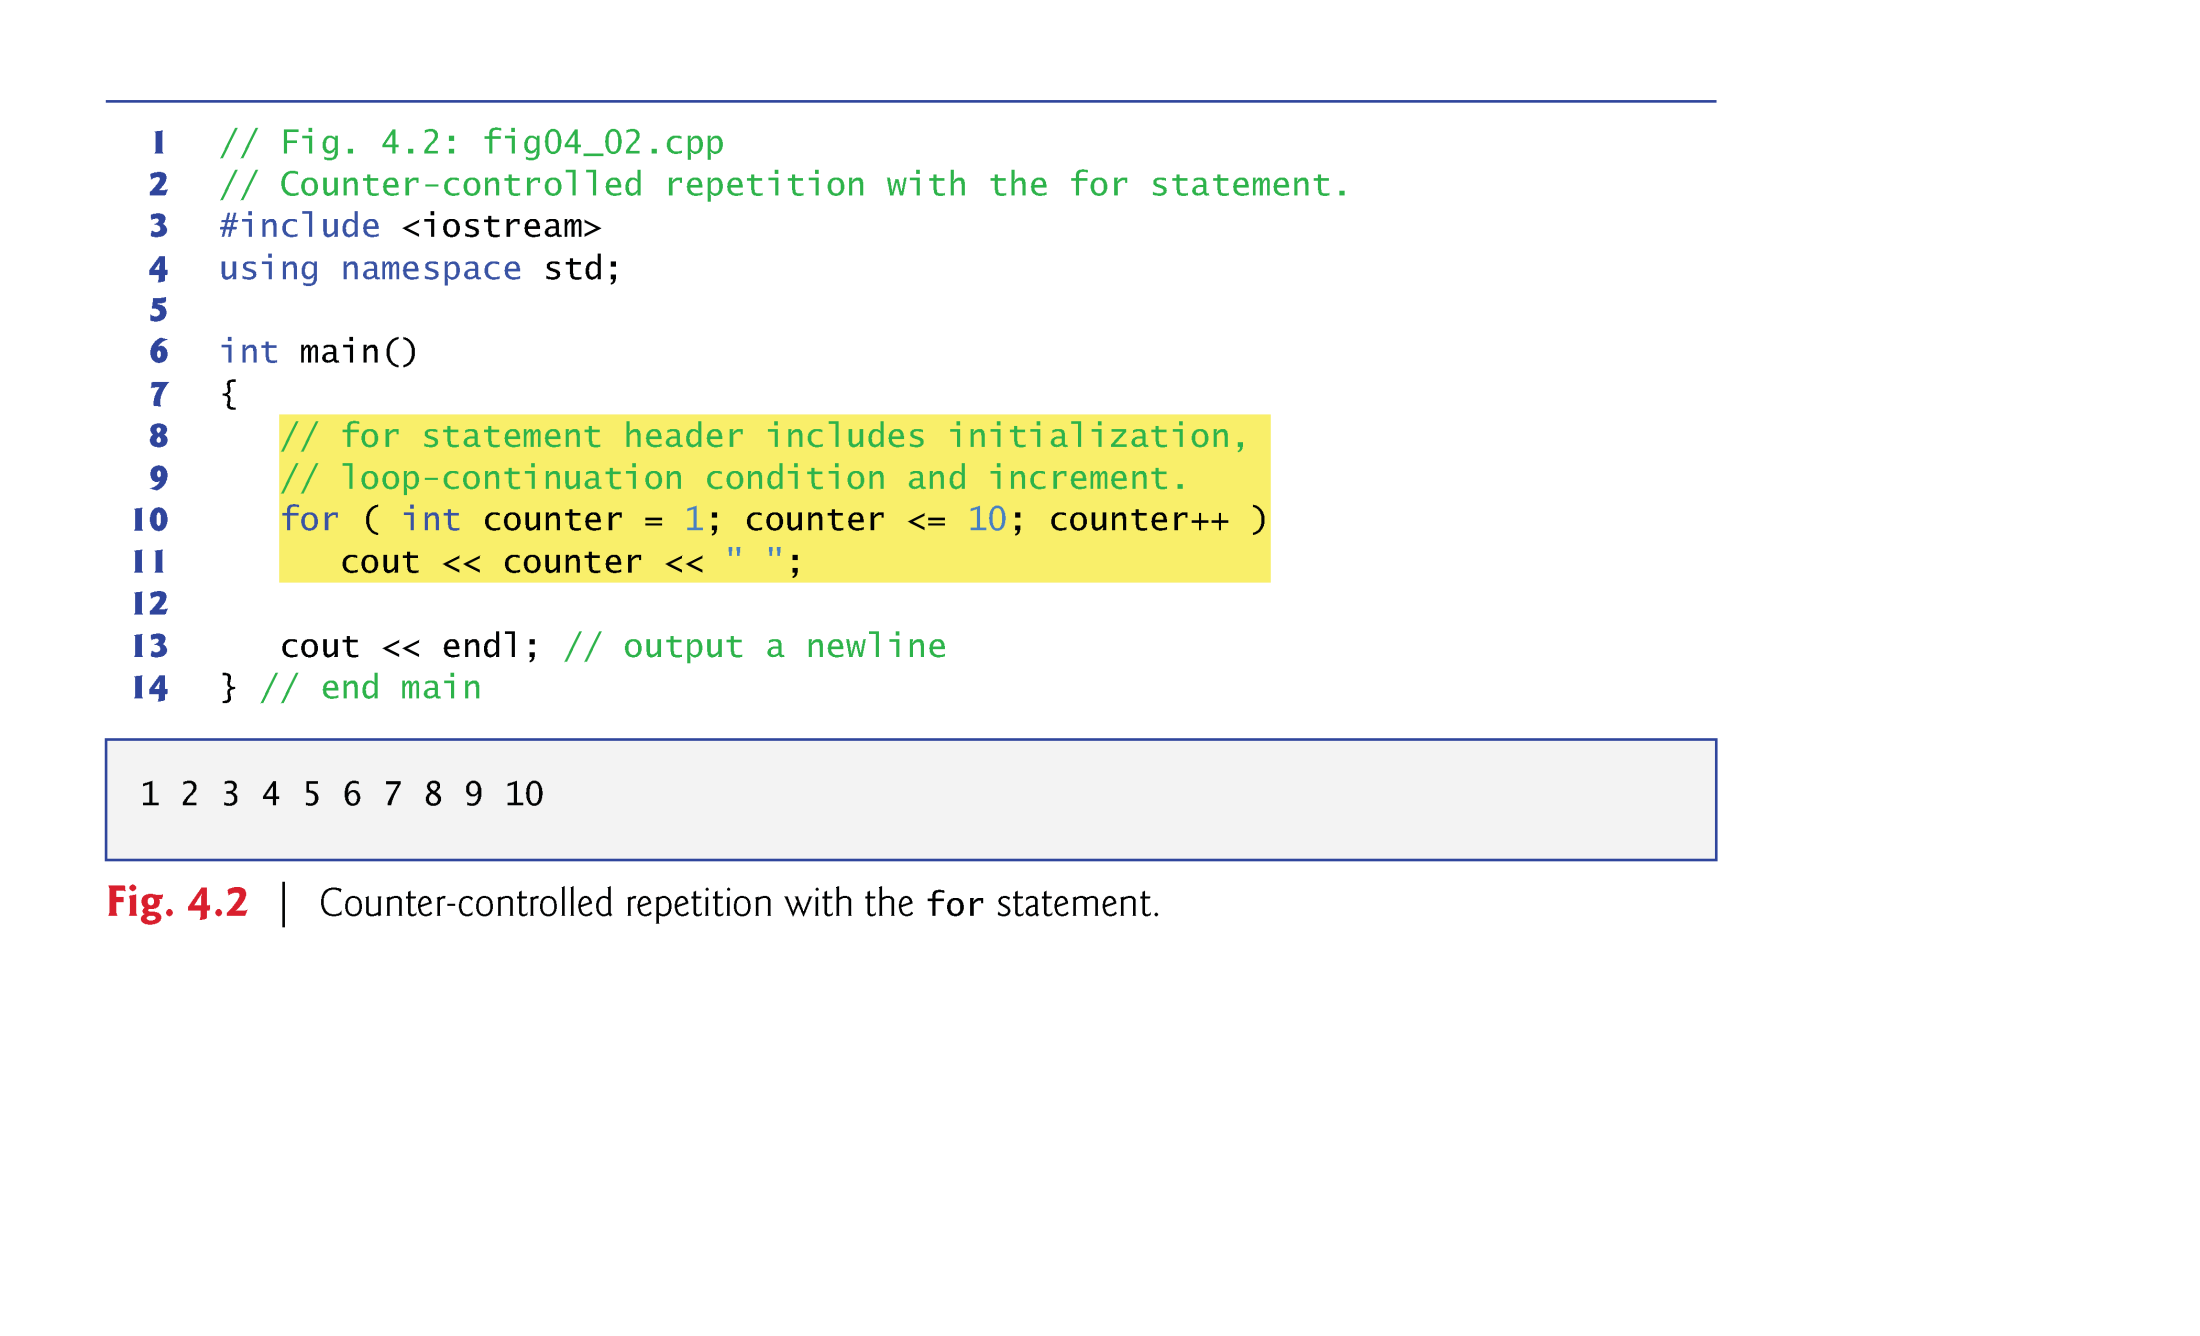 1 // Fig. 4.2: fig04_02.cpp
2 // Counter-controlled repetition with the for statement.
3 #include <iostream>
4 using namespace std;
5
6 int main()
7 {
8    // for statement header includes initialization,
9    // loop-continuation condition and increment.
10    for ( int counter = 1; counter <= 10; counter++ )
11       cout << counter << " ";
12
13    cout << endl; // output a newline
14 } // end main
1 2 3 4 5 6 7 8 9 10
Fig. 4.2 | Counter-controlled repetition with the for statement.